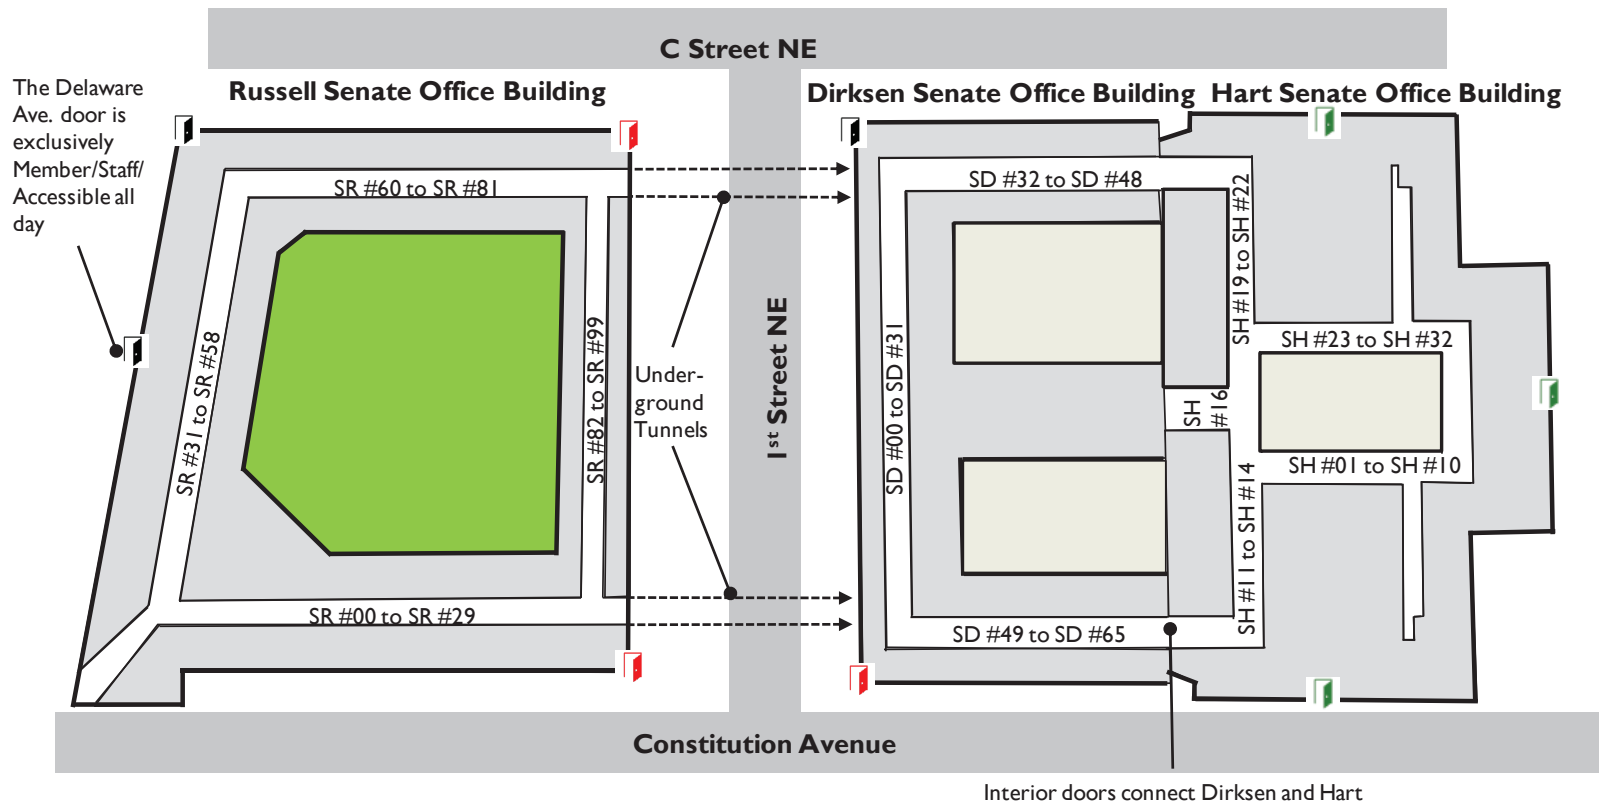 C Street NE
The Delaware
Ave. door is
exclusively
Member/Staff/
Accessible all
day
Russell Senate Office Building
Dirksen Senate Office Building
Hart Senate Office Building
SR #60 to SR #81
SR #31 to SR #58
SR #82 to SR #99
SR #00 to SR #29
Under-
ground
Tunnels
1st Street NE
SD #32 to SD #48
SD #00 to SD #31
SD #49 to SD #65
SH #19 to SH #22
SH #23 to SH #32
SH
#16
SH #01 to SH #10
SH #11 to SH #14
Constitution Avenue
Interior doors connect Dirksen and Hart